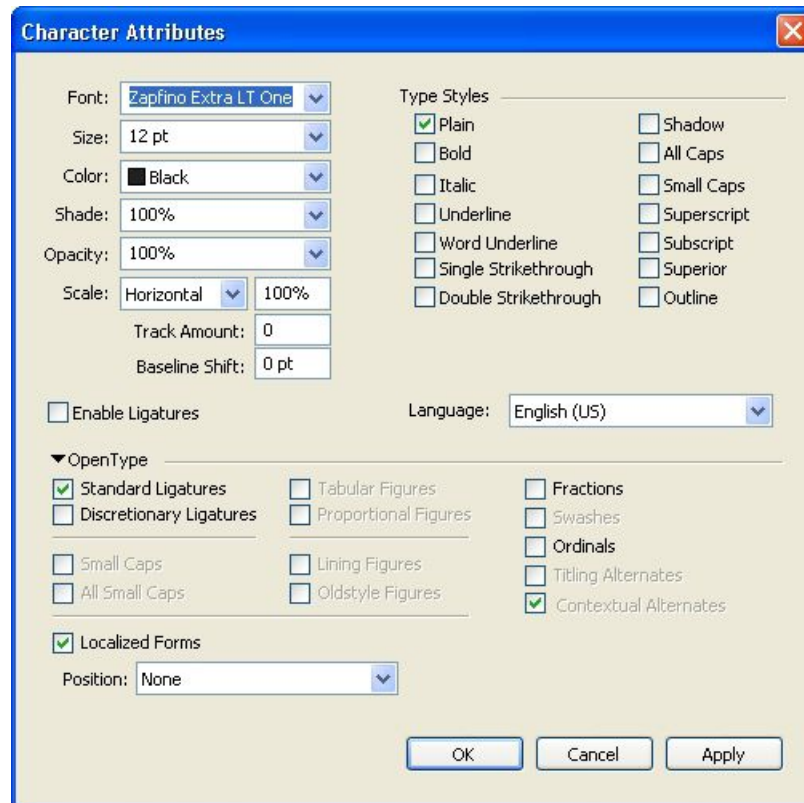 Character Attributes
Font: Zapfino Extra LT One
Size: 12 pt
Color: Black
Shade: 100%
Opacity: 100%
Scale: Horizontal 100%
Track Amount: 0
Baseline Shift: 0 pt
Type Styles
Plain
Bold
Italic
Underline
Word Underline
Single Strikethrough
Double Strikethrough
Shadow
All Caps
Small Caps
Superscript
Subscript
Superior
Outline
Enable Ligatures
Language: English (US)
OpenType
Standard Ligatures
Discretionary Ligatures
Small Caps
All Small Caps
Tabular Figures
Proportional Figures
Lining Figures
Oldstyle Figures
Fractions
Swashes
Ordinals
Titling Alternates
Contextual Alternates
Localized Forms
Position: None
OK Cancel Apply